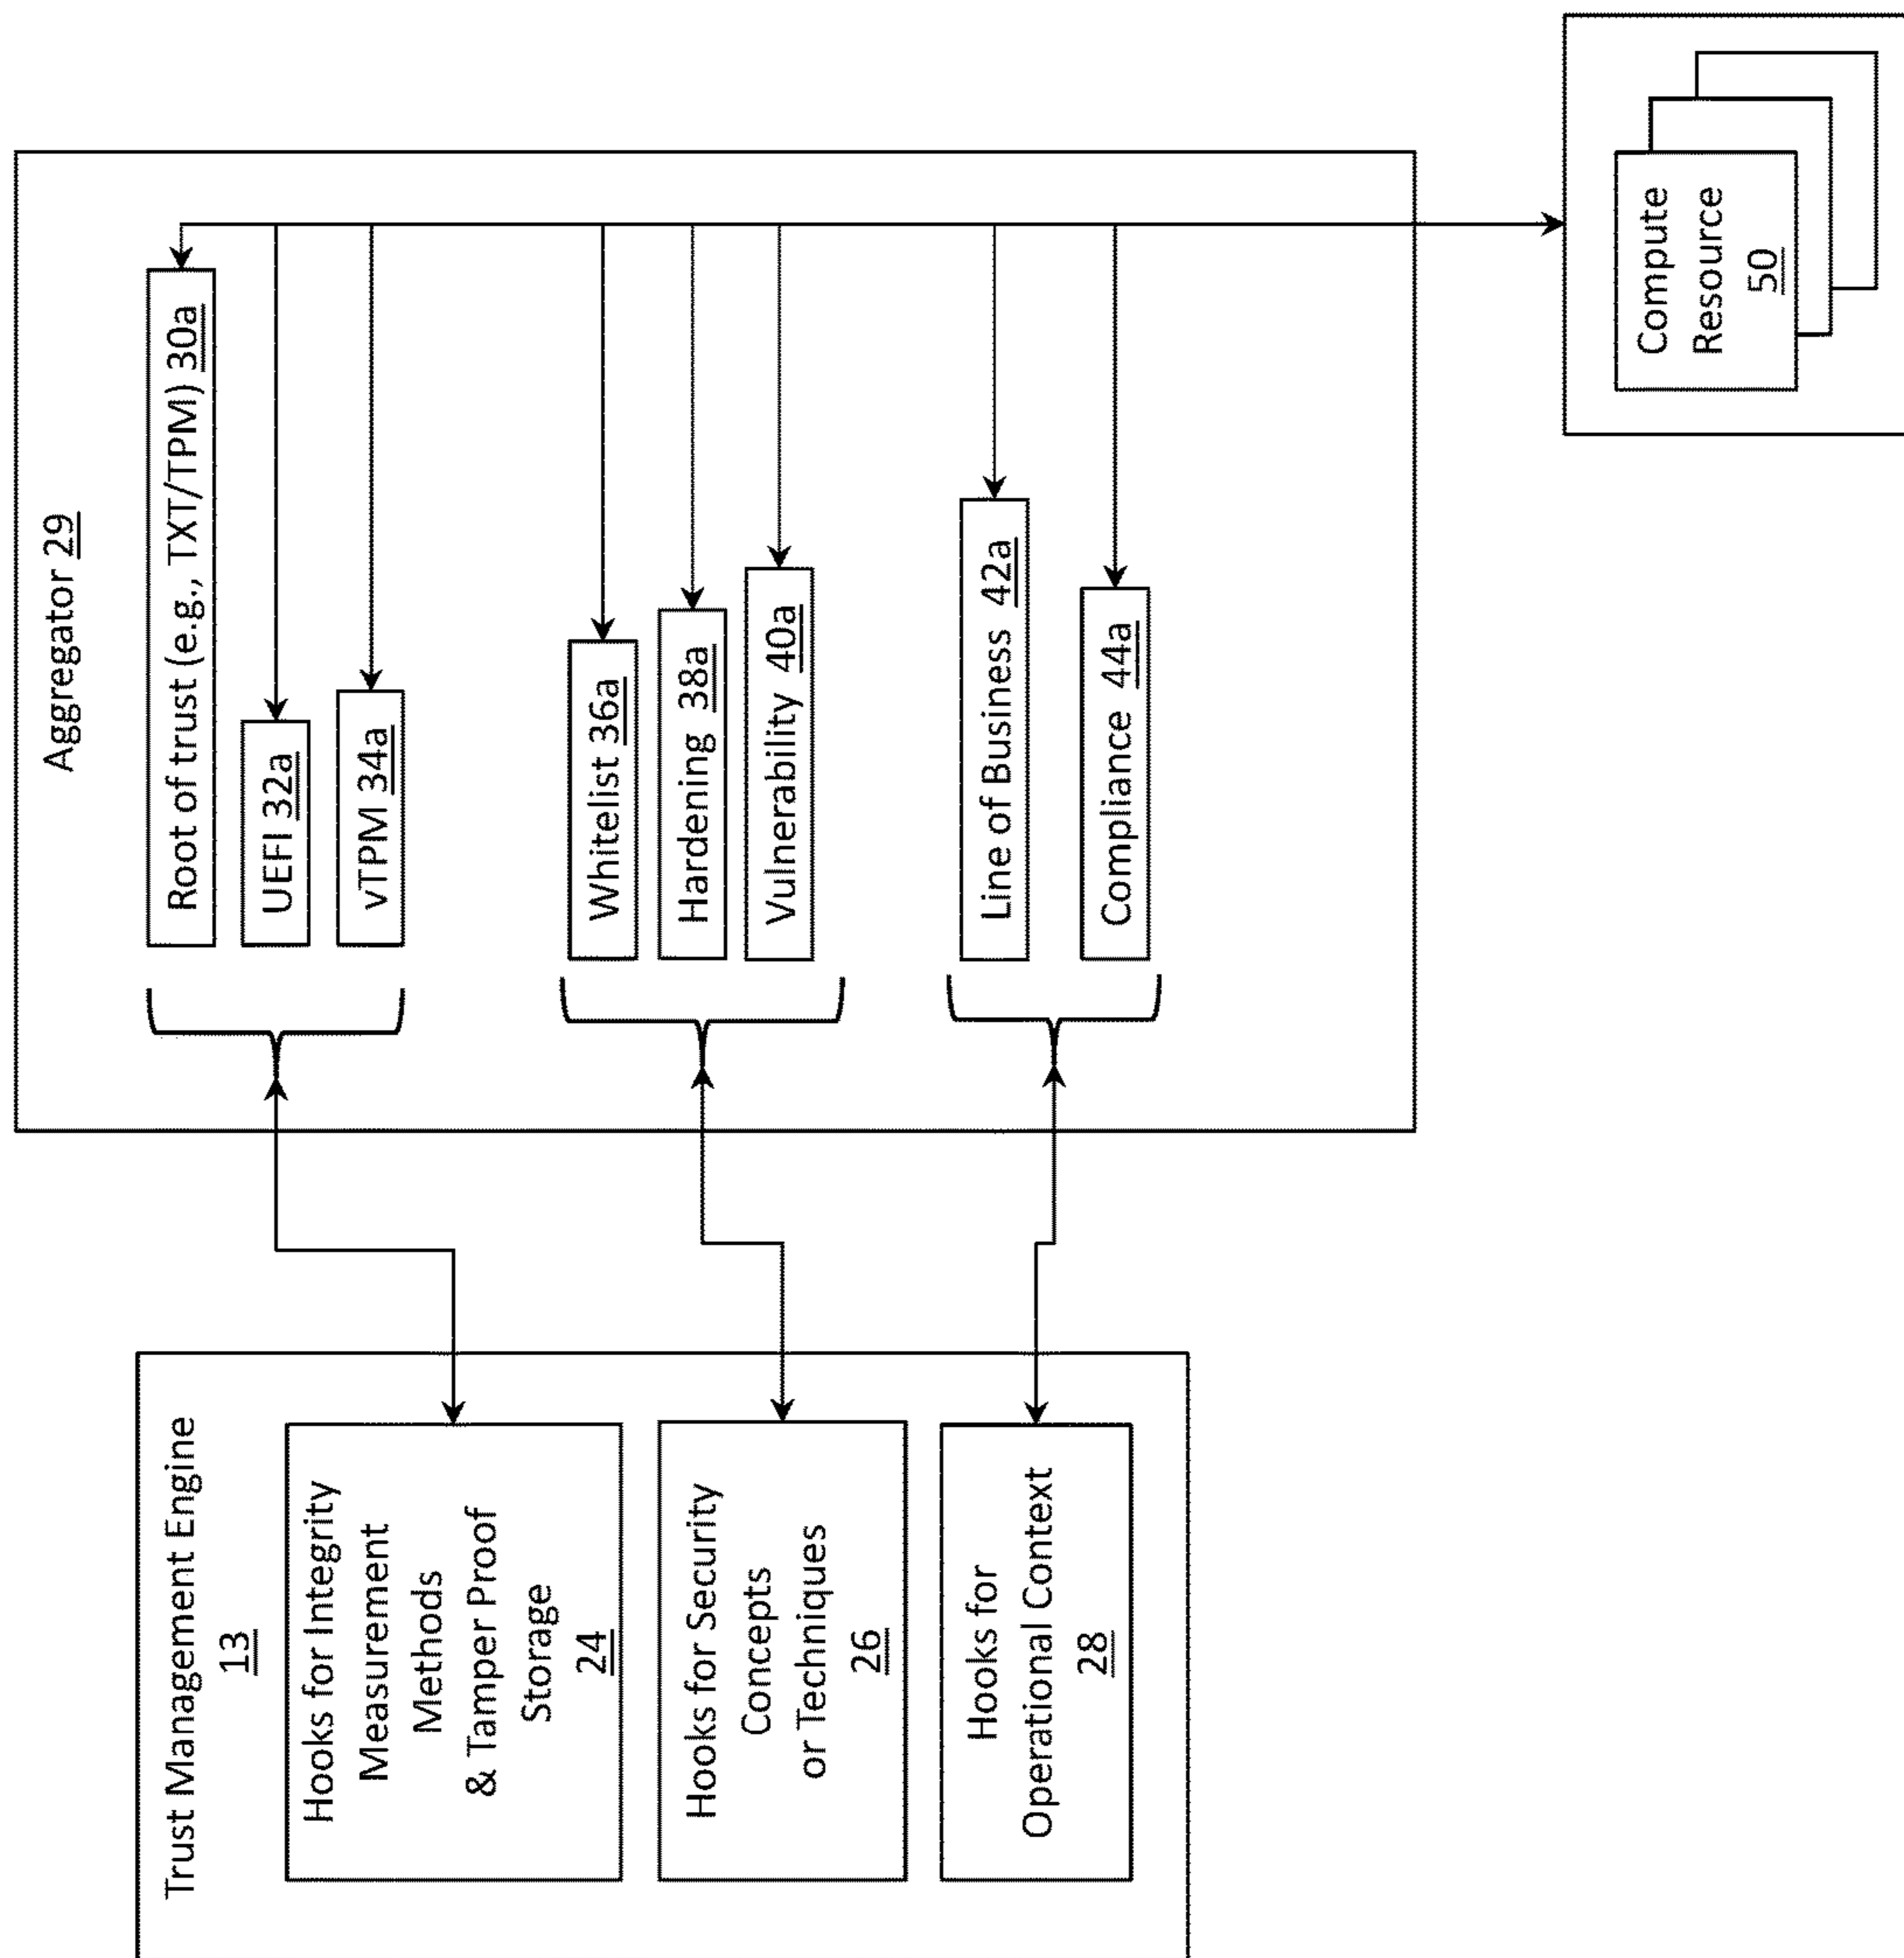 Trust Management Engine
13
Hooks for Integrity
Measurement
Methods
& Tamper Proof
Storage
24
Hooks for Security
Concepts
or Techniques
26
Hooks for
Operational Context
28
Aggregator 29
Root of trust (e.g., TXT/TPM) 30a
UEFI 32a
vTPM 34a
Whitelist 36a
Hardening 38a
Vulnerability 40a
Line of Business 42a
Compliance 44a
Compute
Resource
50